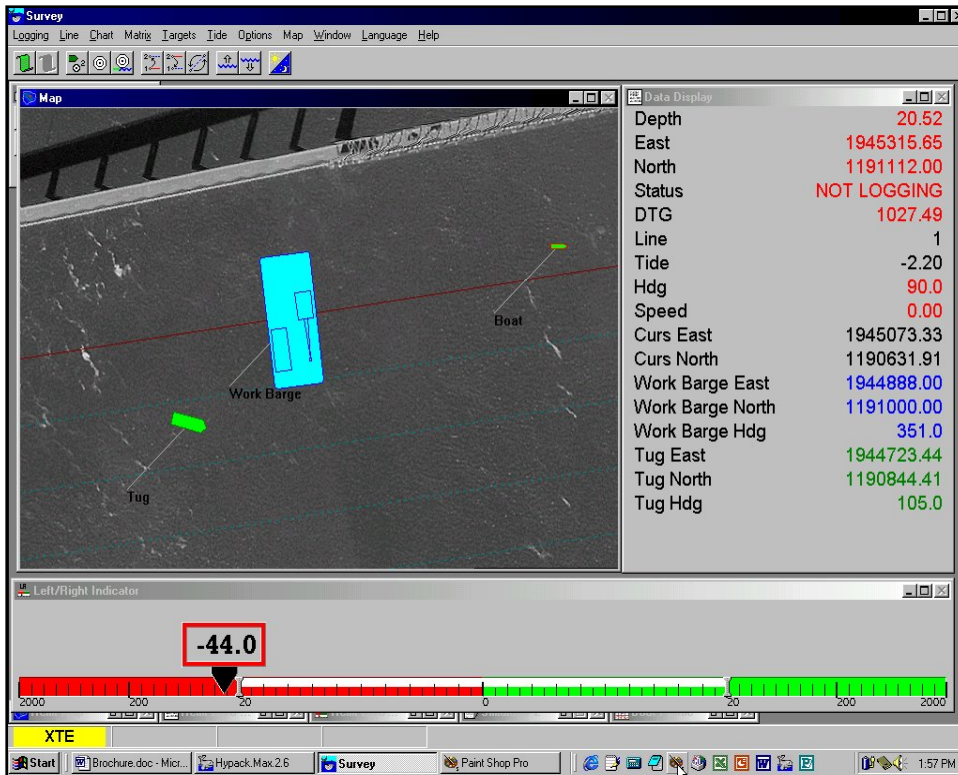 Survey
Logging Line Chart Matrix Targets Tide Options Map Window Language Help
Map
Boat
Work Barge
Tug
Data Display
Depth 20.52
East 1945315.65
North 1191112.00
Status NOT LOGGING
DTG 1027.49
Line 1
Tide -2.20
Hdg 90.0
Speed 0.00
Curs East 1945073.33
Curs North 1190631.91
Work Barge East 1944888.00
Work Barge North 1191000.00
Work Barge Hdg 351.0
Tug East 1944723.44
Tug North 1190844.41
Tug Hdg 105.0
Left/Right Indicator
-44.0
2000 200 20 0 20 200 2000
XTE
Start Brochure.doc - Micr... Hypack.Max.2.6 Survey Paint Shop Pro 1:57 PM